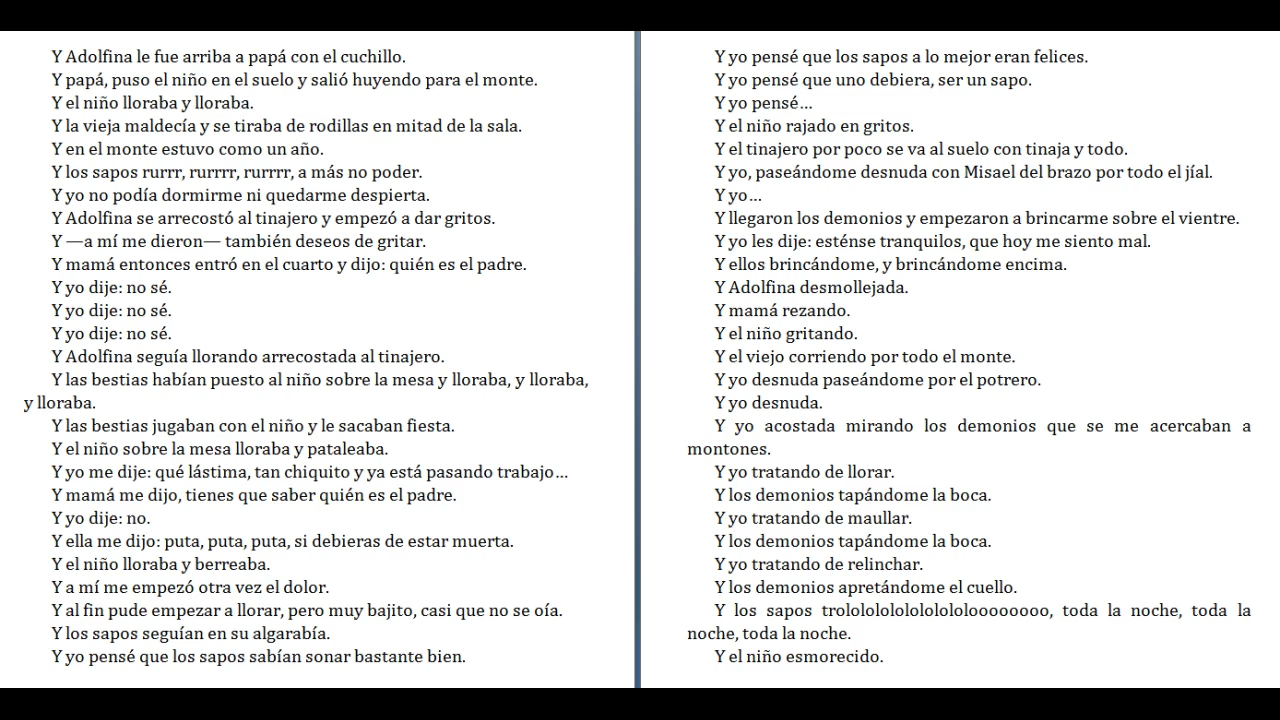 Y Adolfina le fue arriba a papá con el cuchillo.
Y papá, puso el niño en el suelo y salió huyendo para el monte.
Y el niño lloraba y lloraba.
Y la vieja maldecía y se tiraba de rodillas en mitad de la sala.
Y en el monte estuvo como un año.
Y los sapos rurrr, rurrrr, rurrrr, a más no poder.
Y yo no podía dormirme ni quedarme despierta.
Y Adolfina se arrecostó al tinajero y empezó a dar gritos.
Y —a mí me dieron— también deseos de gritar.
Y mamá entonces entró en el cuarto y dijo: quién es el padre.
Y yo dije: no sé.
Y yo dije: no sé.
Y yo dije: no sé.
Y Adolfina seguía llorando arrecostada al tinajero.
Y las bestias habían puesto al niño sobre la mesa y lloraba, y lloraba,
y lloraba.
Y las bestias jugaban con el niño y le sacaban fiesta.
Y el niño sobre la mesa lloraba y pataleaba.
Y yo me dije: qué lástima, tan chiquito y ya está pasando trabajo…
Y mamá me dijo, tienes que saber quién es el padre.
Y yo dije: no.
Y ella me dijo: puta, puta, puta, si debieras de estar muerta.
Y el niño lloraba y berreaba.
Y a mí me empezó otra vez el dolor.
Y al fin pude empezar a llorar, pero muy bajito, casi que no se oía.
Y los sapos seguían en su algarabía.
Y yo pensé que los sapos sabían sonar bastante bien.
Y yo pensé que los sapos a lo mejor eran felices.
Y yo pensé que uno debiera, ser un sapo.
Y yo pensé…
Y el niño rajado en gritos.
Y el tinajero por poco se va al suelo con tinaja y todo.
Y yo, paseándome desnuda con Misael del brazo por todo el jíal.
Y yo…
Y llegaron los demonios y empezaron a brincarme sobre el vientre.
Y yo les dije: esténse tranquilos, que hoy me siento mal.
Y ellos brincándome, y brincándome encima.
Y Adolfina desmollejada.
Y mamá rezando.
Y el niño gritando.
Y el viejo corriendo por todo el monte.
Y yo desnuda paseándome por el potrero.
Y yo desnuda.
Y yo acostada mirando los demonios que se me acercaban a
montones.
Y yo tratando de llorar.
Y los demonios tapándome la boca.
Y yo tratando de maullar.
Y los demonios tapándome la boca.
Y yo tratando de relinchar.
Y los demonios apretándome el cuello.
Y los sapos trolololololololololoooooooo, toda la noche, toda la
noche, toda la noche.
Y el niño esmorecido.